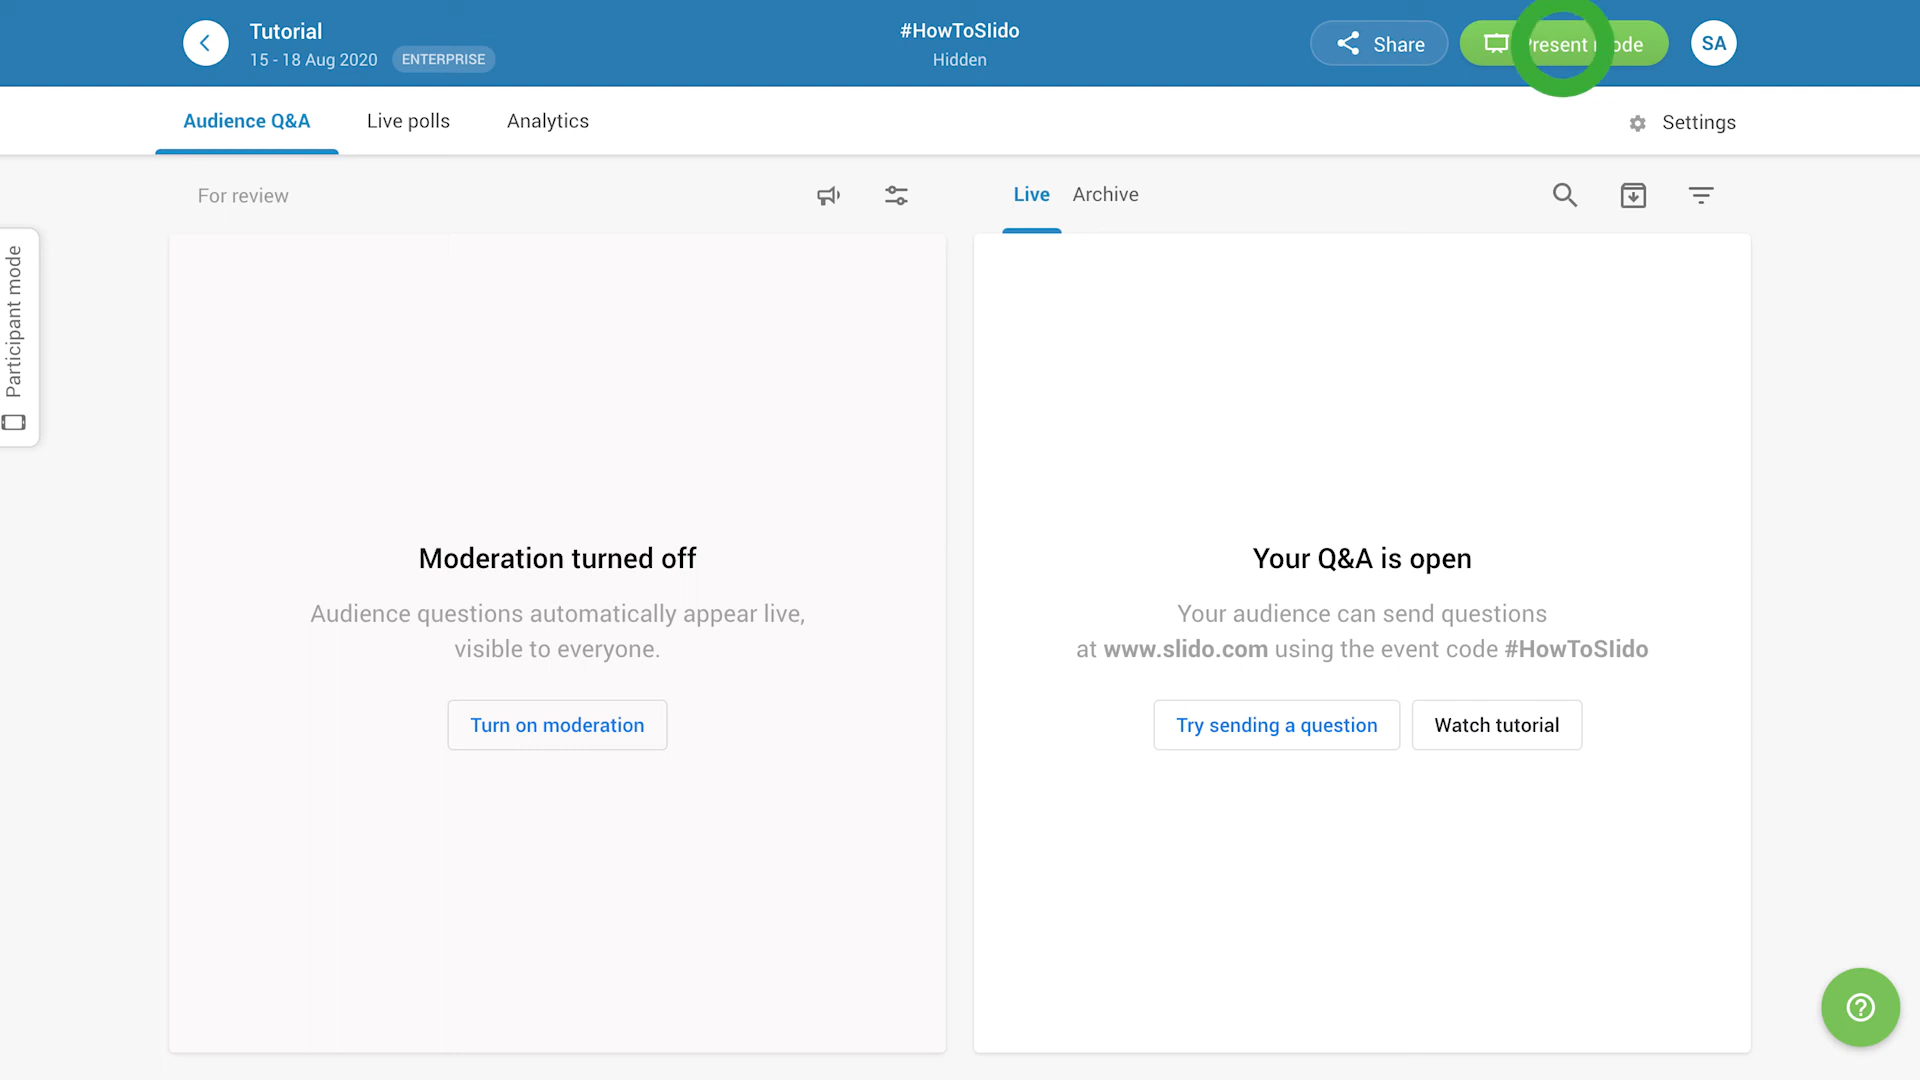 Tutorial
15 - 18 Aug 2020 ENTERPRISE
#HowToSlido
Hidden
Share
Present mode
SA
Audience Q&A
Live polls
Analytics
Settings
Participant mode
For review
Live
Archive
Moderation turned off
Audience questions automatically appear live,
visible to everyone.
Turn on moderation
Your Q&A is open
Your audience can send questions
at www.slido.com using the event code #HowToSlido
Try sending a question
Watch tutorial